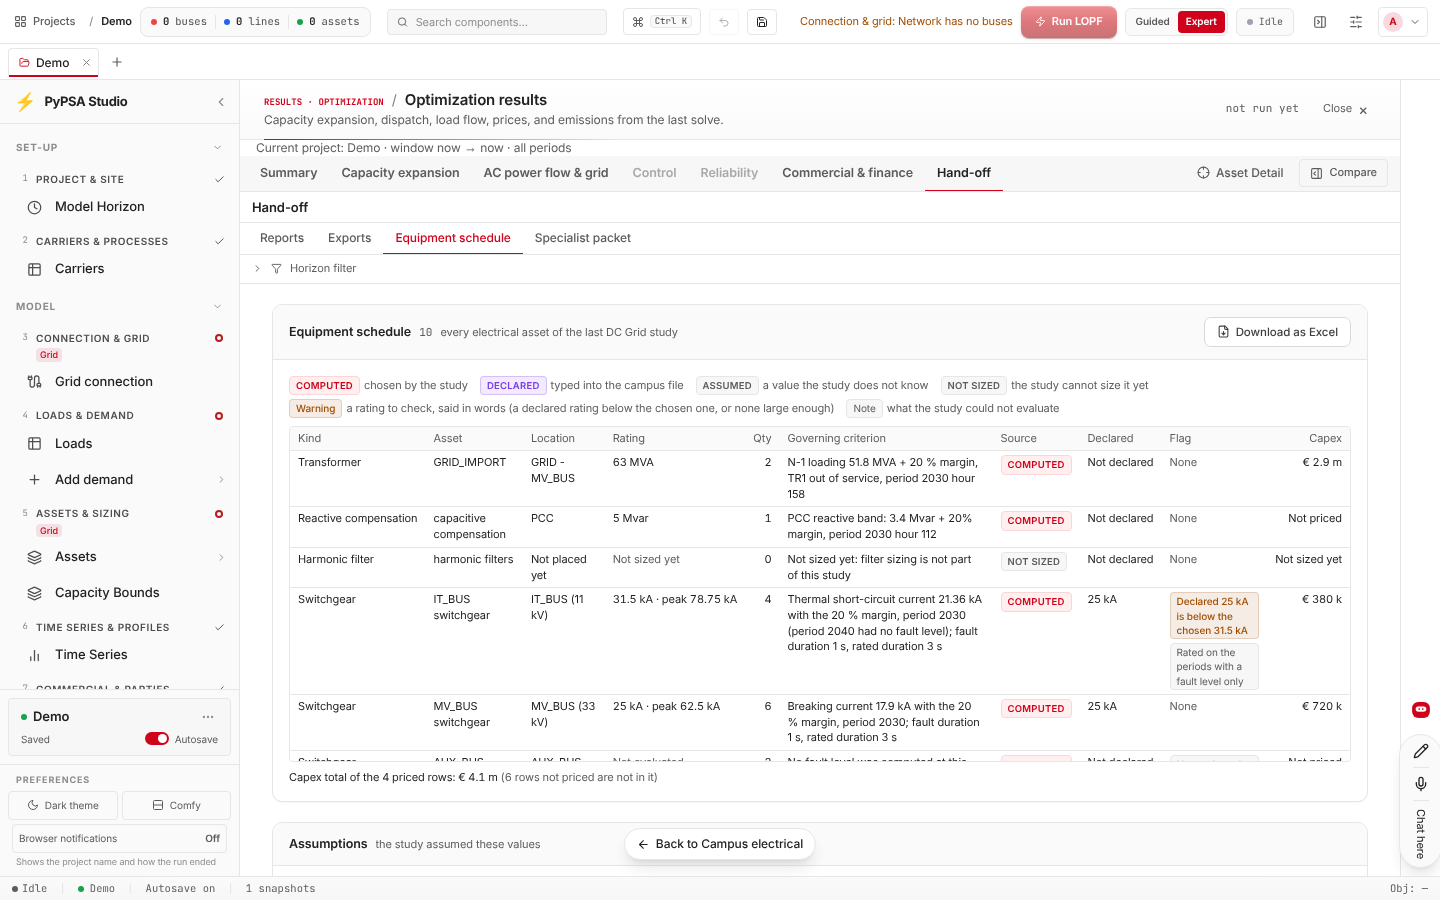 Projects / Demo
0 buses 0 lines 0 assets
Search components...
⌘ Ctrl K
Connection & grid: Network has no buses
Run LOPF
Guided Expert
Idle
A
Demo
PyPSA Studio
SET-UP
1 PROJECT & SITE
Model Horizon
2 CARRIERS & PROCESSES
Carriers
MODEL
3 CONNECTION & GRID
Grid
Grid connection
4 LOADS & DEMAND
Loads
Add demand
5 ASSETS & SIZING
Grid
Assets
Capacity Bounds
6 TIME SERIES & PROFILES
Time Series
7 COMMERCIAL & PARTIES
Demo
Saved Autosave
PREFERENCES
Dark theme Comfy
Browser notifications Off
Shows the project name and how the run ended
RESULTS · OPTIMIZATION / Optimization results
Capacity expansion, dispatch, load flow, prices, and emissions from the last solve.
not run yet Close ×
Current project: Demo · window now → now · all periods
Summary Capacity expansion AC power flow & grid Control Reliability Commercial & finance Hand-off Asset Detail Compare
Hand-off
Reports Exports Equipment schedule Specialist packet
Horizon filter
Equipment schedule 10 every electrical asset of the last DC Grid study
Download as Excel
COMPUTED chosen by the study DECLARED typed into the campus file ASSUMED a value the study does not know NOT SIZED the study cannot size it yet
Warning a rating to check, said in words (a declared rating below the chosen one, or none large enough) Note what the study could not evaluate
Kind Asset Location Rating Qty Governing criterion Source Declared Flag Capex
Transformer GRID_IMPORT GRID - MV_BUS 63 MVA 2 N-1 loading 51.8 MVA + 20 % margin, TR1 out of service, period 2030 hour 158 COMPUTED Not declared None € 2.9 m
Reactive compensation capacitive compensation PCC 5 Mvar 1 PCC reactive band: 3.4 Mvar + 20% margin, period 2030 hour 112 COMPUTED Not declared None Not priced
Harmonic filter harmonic filters Not placed yet Not sized yet 0 Not sized yet: filter sizing is not part of this study NOT SIZED Not declared None Not sized yet
Switchgear IT_BUS switchgear IT_BUS (11 kV) 31.5 kA · peak 78.75 kA 4 Thermal short-circuit current 21.36 kA with the 20 % margin, period 2030 (period 2040 had no fault level); fault duration 1 s, rated duration 3 s COMPUTED 25 kA Declared 25 kA is below the chosen 31.5 kA Rated on the periods with a fault level only € 380 k
Switchgear MV_BUS switchgear MV_BUS (33 kV) 25 kA · peak 62.5 kA 6 Breaking current 17.9 kA with the 20 % margin, period 2030; fault duration 1 s, rated duration 3 s COMPUTED 25 kA None € 720 k
Capex total of the 4 priced rows: € 4.1 m (6 rows not priced are not in it)
Assumptions the study assumed these values
← Back to Campus electrical
Chat here
Idle Demo Autosave on 1 snapshots
Obj: —